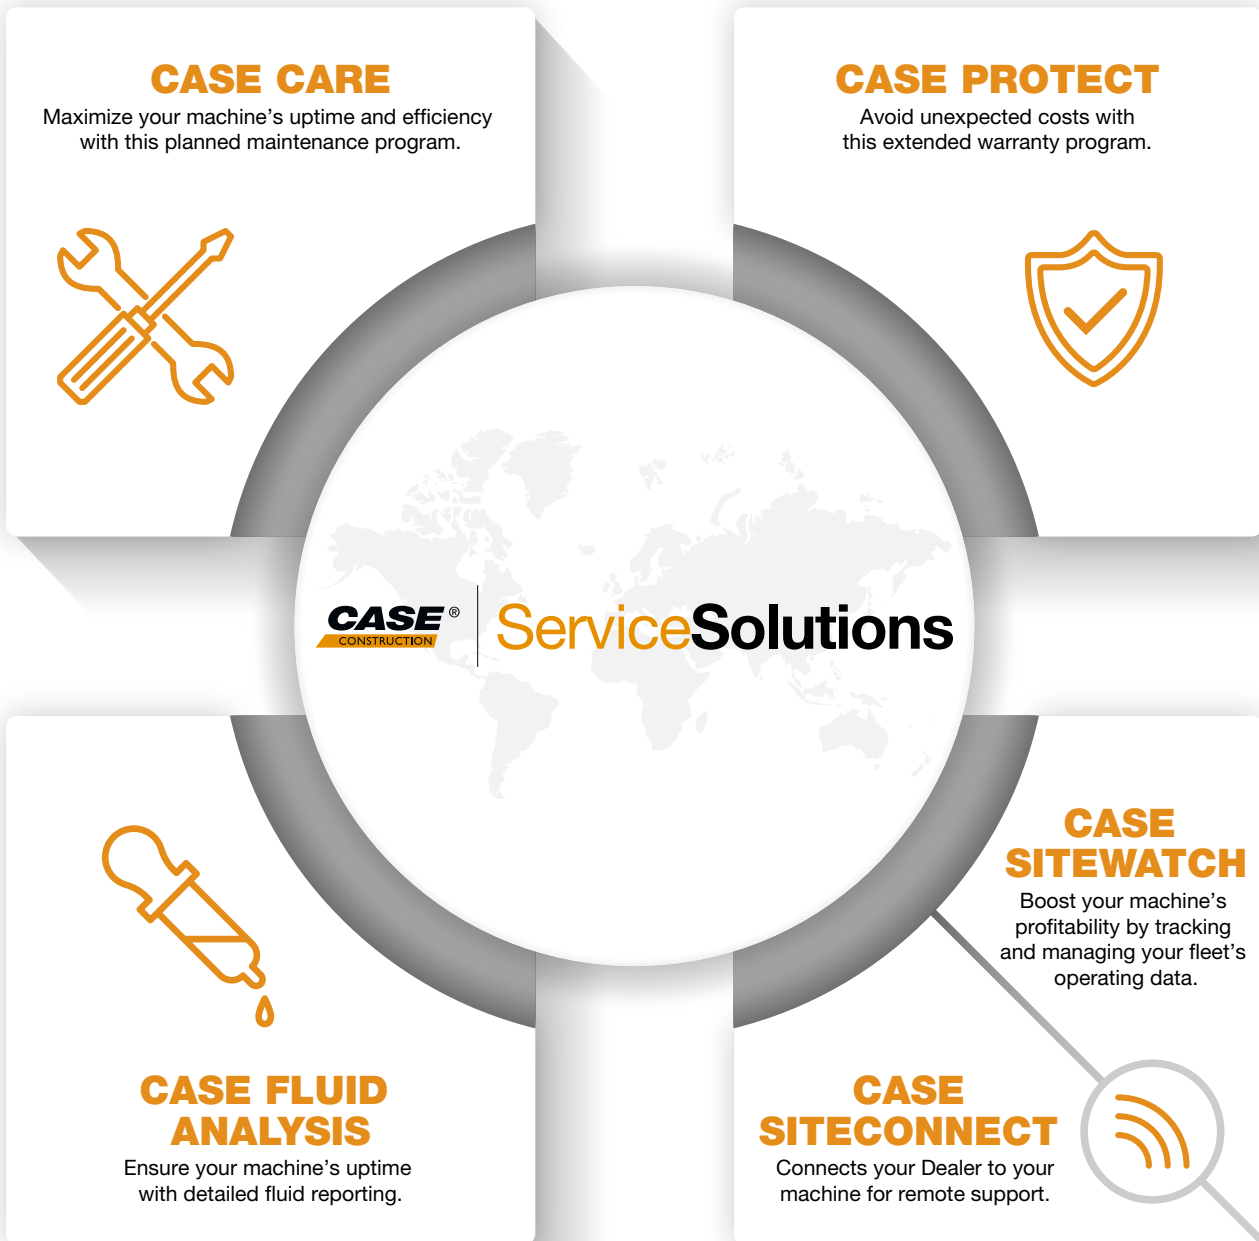 CASE CARE
Maximize your machine’s uptime and efficiency
with this planned maintenance program.
CASE PROTECT
Avoid unexpected costs with
this extended warranty program.
CASE®
CONSTRUCTION
ServiceSolutions
CASE FLUID
ANALYSIS
Ensure your machine’s uptime
with detailed fluid reporting.
CASE
SITEWATCH
Boost your machine’s
profitability by tracking
and managing your fleet’s
operating data.
CASE
SITECONNECT
Connects your Dealer to your
machine for remote support.